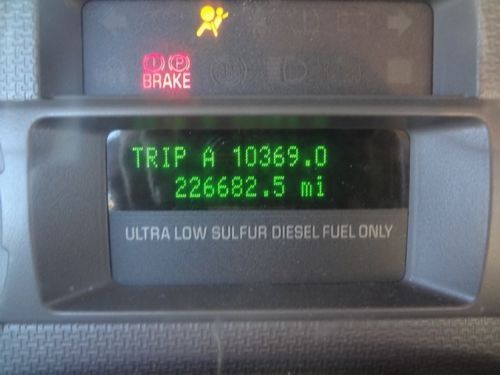 BRAKE
TRIP A 10369.0
226682.5 mi
ULTRA LOW SULFUR DIESEL FUEL ONLY